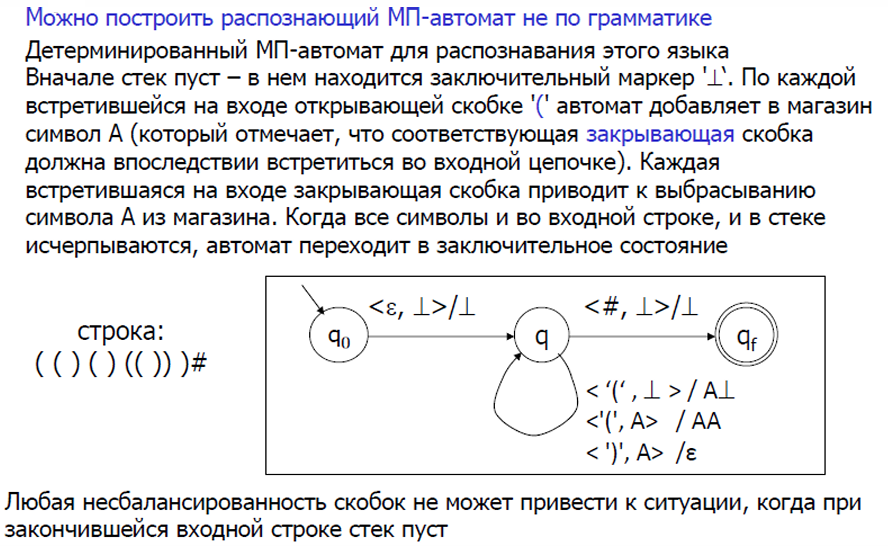 Можно построить распознающий МП-автомат не по грамматике
Детерминированный МП-автомат для распознавания этого языка
Вначале стек пуст – в нем находится заключительный маркер '⊥‘. По каждой
встретившейся на входе открывающей скобке '(' автомат добавляет в магазин
символ А (который отмечает, что соответствующая закрывающая скобка
должна впоследствии встретиться во входной цепочке). Каждая
встретившаяся на входе закрывающая скобка приводит к выбрасыванию
символа А из магазина. Когда все символы и во входной строке, и в стеке
исчерпываются, автомат переходит в заключительное состояние
строка:
( ( ) ( ) (( )) )#
<ε, ⊥>/⊥
<#, ⊥>/⊥
q0
q
qf
< ‘(‘ , ⊥ > / A⊥
<'(', A> / AA
< ')', A> /ε
Любая несбалансированность скобок не может привести к ситуации, когда при
закончившейся входной строке стек пуст